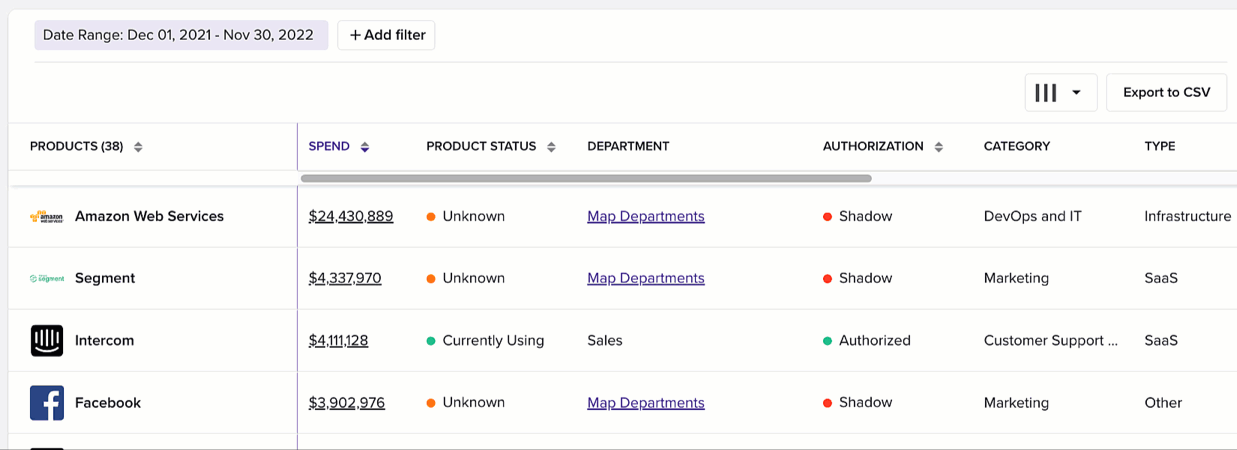 Date Range: Dec 01, 2021 - Nov 30, 2022 + Add filter
Export to CSV
PRODUCTS (38) SPEND PRODUCT STATUS DEPARTMENT AUTHORIZATION CATEGORY TYPE
amazon web services Amazon Web Services $24,430,889 Unknown Map Departments Shadow DevOps and IT Infrastructure
segment Segment $4,337,970 Unknown Map Departments Shadow Marketing SaaS
Intercom $4,111,128 Currently Using Sales Authorized Customer Support ... SaaS
f Facebook $3,902,976 Unknown Map Departments Shadow Marketing Other